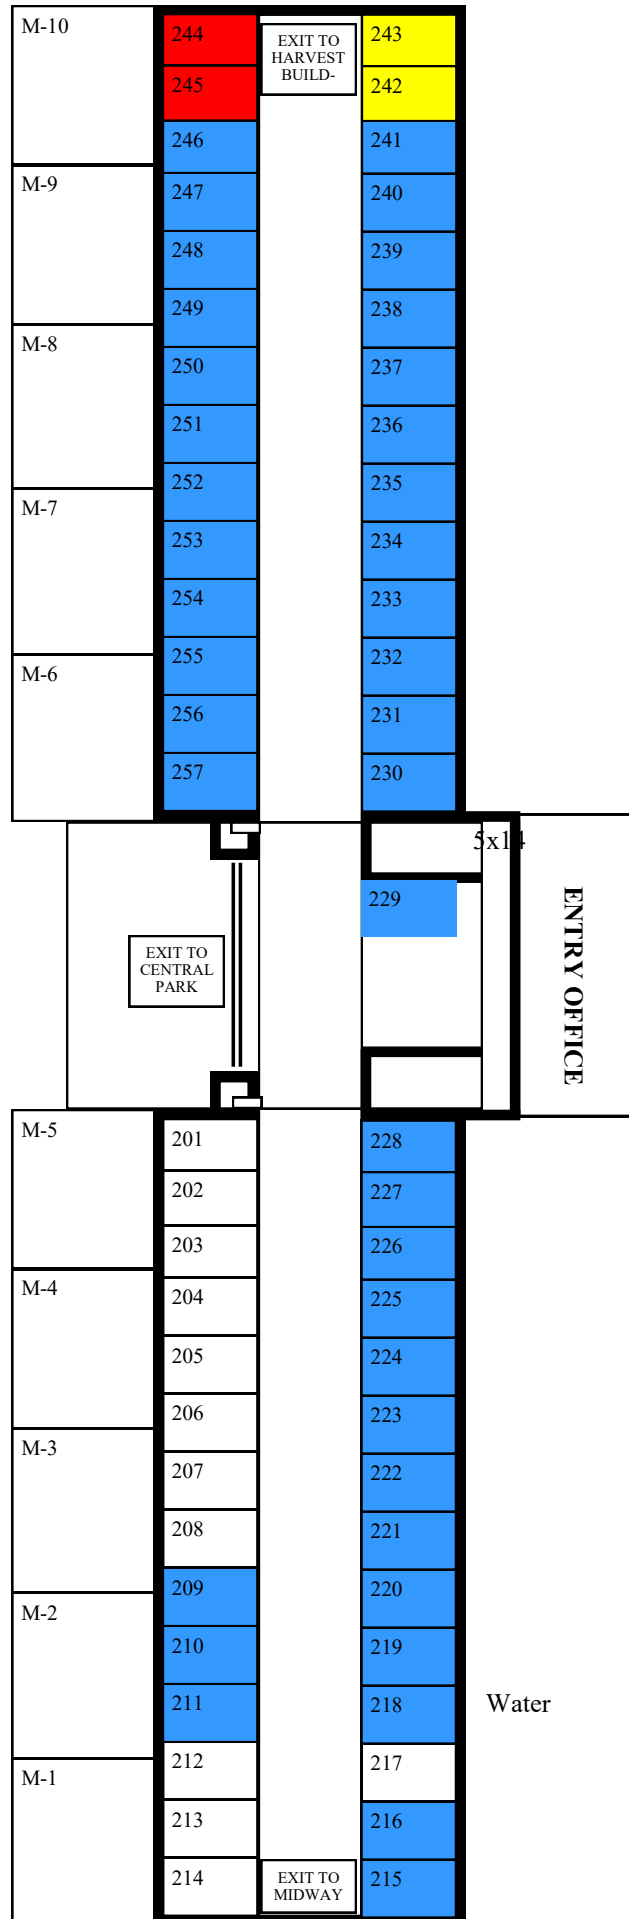 M-10
244
EXIT TO
HARVEST
BUILD-
243
245
242
246
241
M-9
247
240
248
239
249
238
M-8
250
237
251
236
252
235
M-7
253
234
254
233
255
232
M-6
256
231
257
230
5x14
229
ENTRY OFFICE
EXIT TO
CENTRAL
PARK
M-5
201
228
202
227
203
226
M-4
204
225
205
224
206
223
M-3
207
222
208
221
209
220
M-2
210
219
211
218
Water
212
217
M-1
213
216
214
EXIT TO
MIDWAY
215